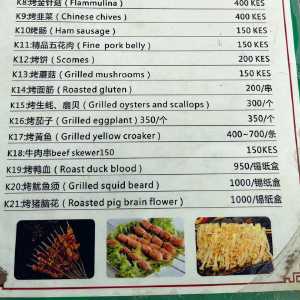 K8:烤金针菇 ( Flammulina ) 400 KES
K9:烤韭菜 ( Chinese chives ) 400 KES
K10烤肠 ( Ham sausage ) 150 KES
K11:精品五花肉 ( Fine pork belly ) 150 KES
K12:烤饼 ( Scomes ) 200 KES
K13:烤蘑菇 ( Grilled mushrooms ) 150 KES
K14:烤面筋 ( Roasted gluten ) 200/串
K15:烤生蚝、扇贝 ( Grilled oysters and scallops ) 300/个
K16:烤茄子 ( Grilled eggplant ) 350/个
K17:烤黄鱼 ( Grilled yellow croaker ) 400~700/条
K18:牛肉串beef skewer150 150KES
K19:烤鸭血 ( Roast duck blood ) 950/锡纸盒
K20:烤鱿鱼须 ( Grilled squid beard ) 1000/锡纸盒
K21:烤猪脑花 ( Roasted pig brain flower ) 1000/锡纸盒